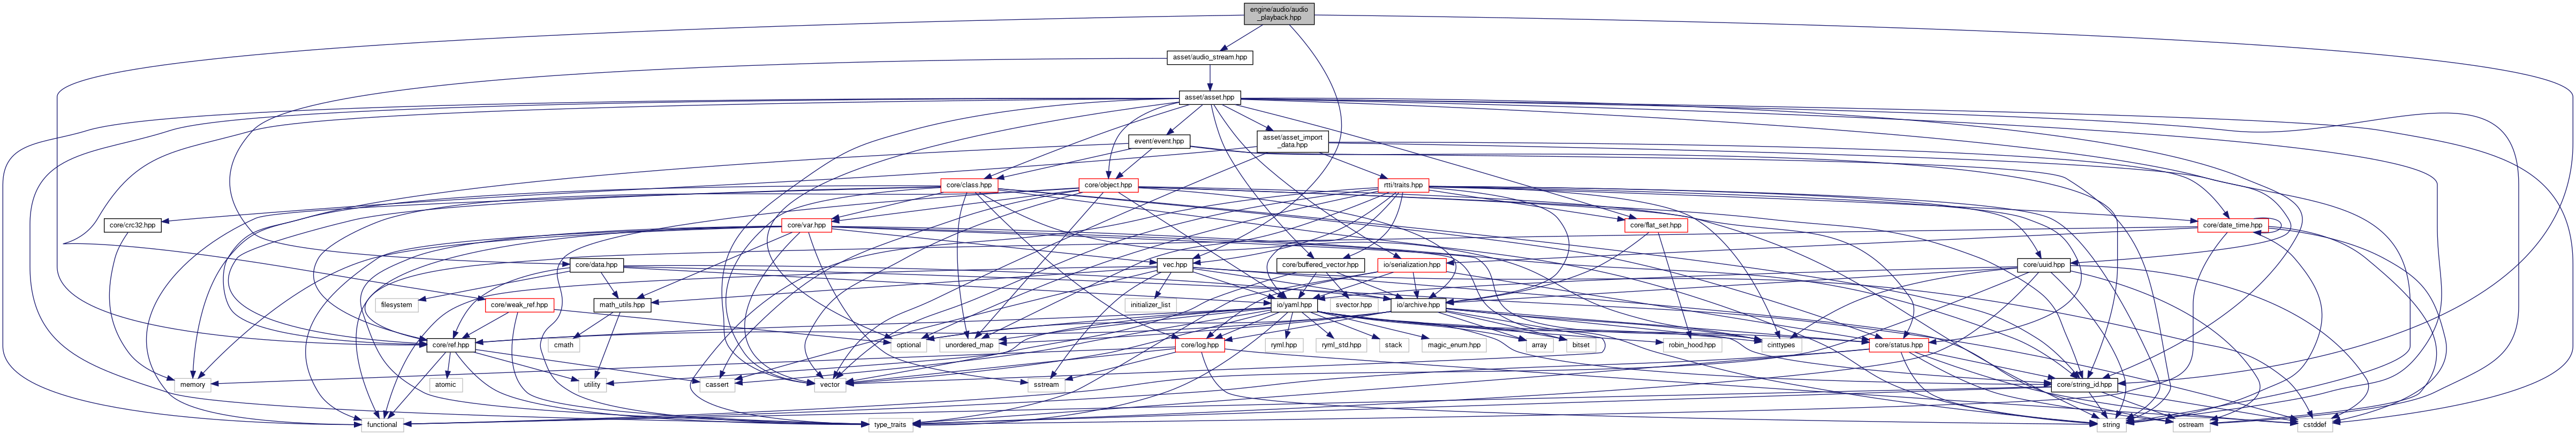 engine/audio/audio
_playback.hpp
asset/audio_stream.hpp
asset/asset.hpp
event/event.hpp
asset/asset_import
_data.hpp
core/class.hpp
core/object.hpp
rtti/traits.hpp
core/crc32.hpp
core/var.hpp
core/flat_set.hpp
core/date_time.hpp
core/data.hpp
vec.hpp
core/buffered_vector.hpp
io/serialization.hpp
core/uuid.hpp
filesystem
core/weak_ref.hpp
math_utils.hpp
initializer_list
io/yaml.hpp
svector.hpp
io/archive.hpp
core/ref.hpp
cmath
optional
unordered_map
core/log.hpp
ryml.hpp
ryml_std.hpp
stack
magic_enum.hpp
array
bitset
robin_hood.hpp
cinttypes
core/status.hpp
memory
atomic
utility
cassert
vector
sstream
core/string_id.hpp
functional
type_traits
string
ostream
cstddef